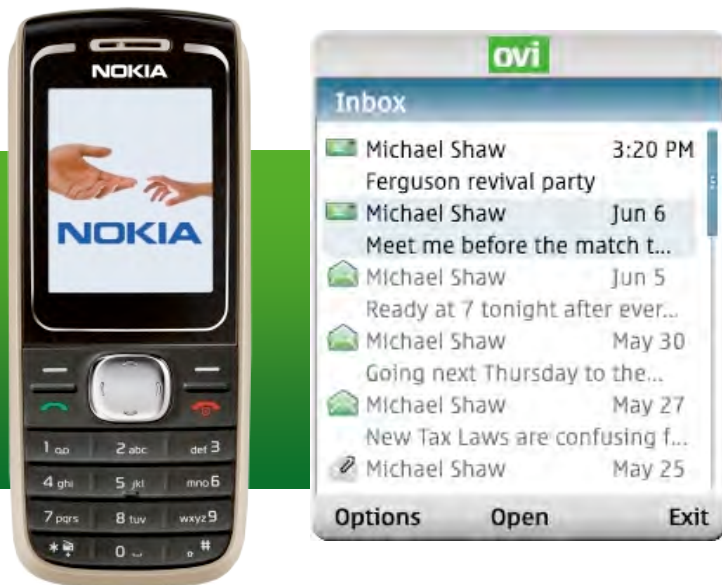 NOKIA
NOKIA
1
2 abc
def 3
4 ghi
5 jkl
mno 6
7 pqrs
8 tuv
wxyz 9
*
0
#
ovi
Inbox
Michael Shaw 3:20 PM
Ferguson revival party
Michael Shaw Jun 6
Meet me before the match t...
Michael Shaw Jun 5
Ready at 7 tonight after ever...
Michael Shaw May 30
Going next Thursday to the...
Michael Shaw May 27
New Tax Laws are confusing f...
Michael Shaw May 25
Options Open Exit